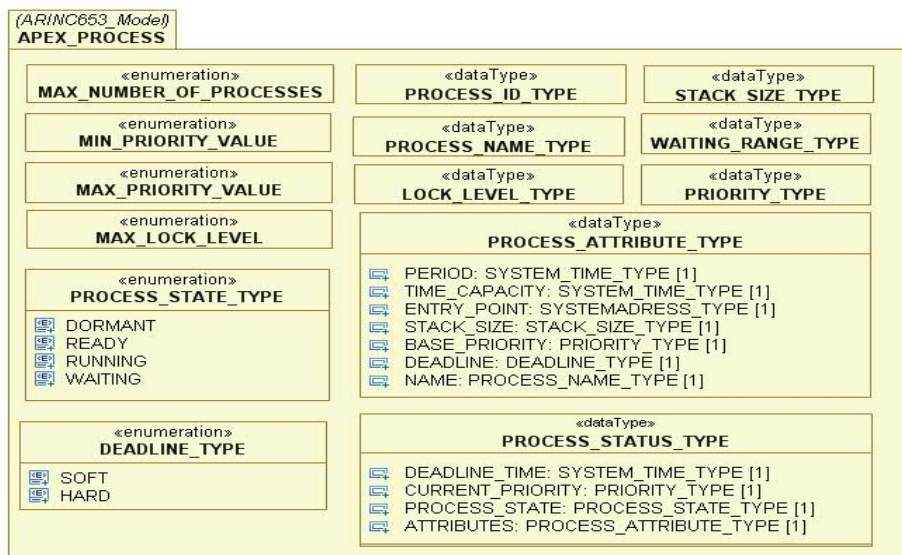 (ARINC653_Model)
APEX_PROCESS
«enumeration»
MAX_NUMBER_OF_PROCESSES
«dataType»
PROCESS_ID_TYPE
«dataType»
STACK_SIZE_TYPE
«enumeration»
MIN_PRIORITY_VALUE
«dataType»
PROCESS_NAME_TYPE
«dataType»
WAITING_RANGE_TYPE
«enumeration»
MAX_PRIORITY_VALUE
«dataType»
LOCK_LEVEL_TYPE
«dataType»
PRIORITY_TYPE
«enumeration»
MAX_LOCK_LEVEL
«enumeration»
PROCESS_STATE_TYPE
DORMANT
READY
RUNNING
WAITING
«dataType»
PROCESS_ATTRIBUTE_TYPE
PERIOD: SYSTEM_TIME_TYPE [1]
TIME_CAPACITY: SYSTEM_TIME_TYPE [1]
ENTRY_POINT: SYSTEMADRESS_TYPE [1]
STACK_SIZE: STACK_SIZE_TYPE [1]
BASE_PRIORITY: PRIORITY_TYPE [1]
DEADLINE: DEADLINE_TYPE [1]
NAME: PROCESS_NAME_TYPE [1]
«enumeration»
DEADLINE_TYPE
SOFT
HARD
«dataType»
PROCESS_STATUS_TYPE
DEADLINE_TIME: SYSTEM_TIME_TYPE [1]
CURRENT_PRIORITY: PRIORITY_TYPE [1]
PROCESS_STATE: PROCESS_STATE_TYPE [1]
ATTRIBUTES: PROCESS_ATTRIBUTE_TYPE [1]